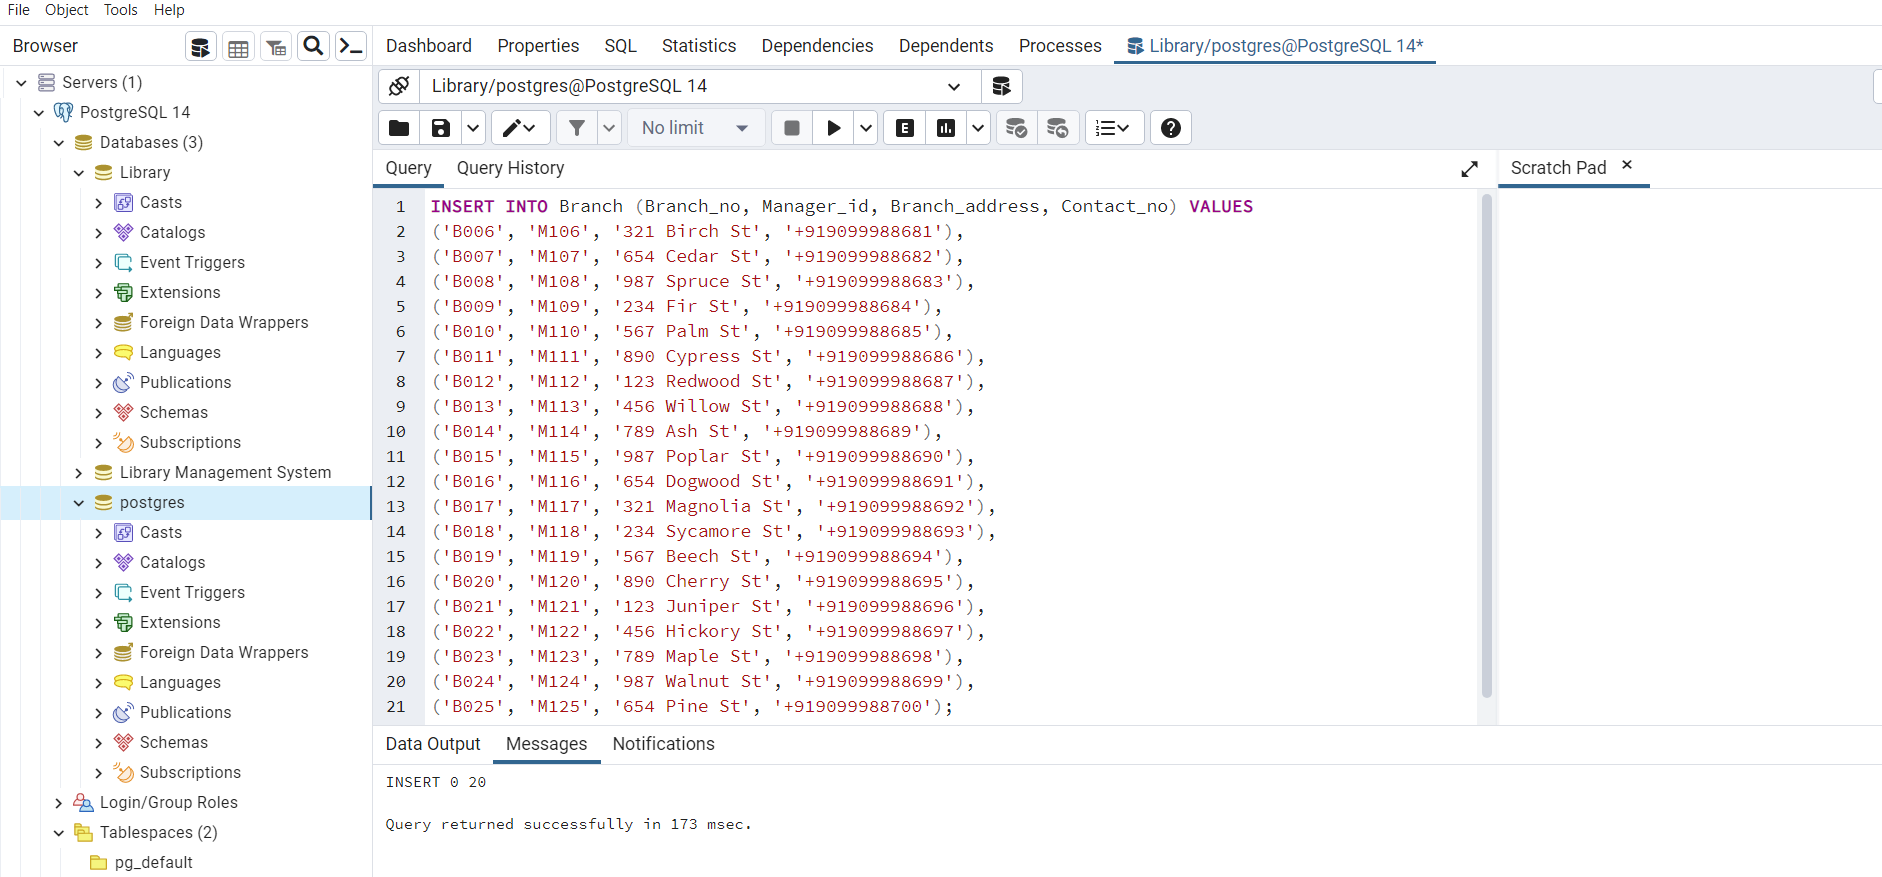 File Object Tools Help
Browser
Dashboard Properties SQL Statistics Dependencies Dependents Processes Library/postgres@PostgreSQL 14*
Servers (1)
PostgreSQL 14
Databases (3)
Library
Casts
Catalogs
Event Triggers
Extensions
Foreign Data Wrappers
Languages
Publications
Schemas
Subscriptions
Library Management System
postgres
Casts
Catalogs
Event Triggers
Extensions
Foreign Data Wrappers
Languages
Publications
Schemas
Subscriptions
Login/Group Roles
Tablespaces (2)
pg_default
Library/postgres@PostgreSQL 14
No limit
E
Query Query History
Scratch Pad
1 INSERT INTO Branch (Branch_no, Manager_id, Branch_address, Contact_no) VALUES
2 ('B006', 'M106', '321 Birch St', '+919099988681'),
3 ('B007', 'M107', '654 Cedar St', '+919099988682'),
4 ('B008', 'M108', '987 Spruce St', '+919099988683'),
5 ('B009', 'M109', '234 Fir St', '+919099988684'),
6 ('B010', 'M110', '567 Palm St', '+919099988685'),
7 ('B011', 'M111', '890 Cypress St', '+919099988686'),
8 ('B012', 'M112', '123 Redwood St', '+919099988687'),
9 ('B013', 'M113', '456 Willow St', '+919099988688'),
10 ('B014', 'M114', '789 Ash St', '+919099988689'),
11 ('B015', 'M115', '987 Poplar St', '+919099988690'),
12 ('B016', 'M116', '654 Dogwood St', '+919099988691'),
13 ('B017', 'M117', '321 Magnolia St', '+919099988692'),
14 ('B018', 'M118', '234 Sycamore St', '+919099988693'),
15 ('B019', 'M119', '567 Beech St', '+919099988694'),
16 ('B020', 'M120', '890 Cherry St', '+919099988695'),
17 ('B021', 'M121', '123 Juniper St', '+919099988696'),
18 ('B022', 'M122', '456 Hickory St', '+919099988697'),
19 ('B023', 'M123', '789 Maple St', '+919099988698'),
20 ('B024', 'M124', '987 Walnut St', '+919099988699'),
21 ('B025', 'M125', '654 Pine St', '+919099988700');
Data Output Messages Notifications
INSERT 0 20
Query returned successfully in 173 msec.